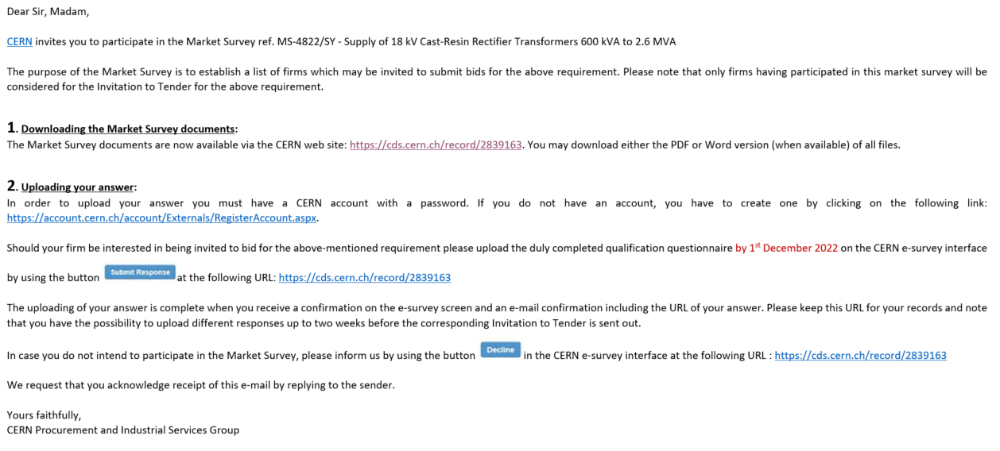 Dear Sir, Madam,
CERN invites you to participate in the Market Survey ref. MS-4822/SY - Supply of 18 kV Cast-Resin Rectifier Transformers 600 kVA to 2.6 MVA
The purpose of the Market Survey is to establish a list of firms which may be invited to submit bids for the above requirement. Please note that only firms having participated in this market survey will be
considered for the Invitation to Tender for the above requirement.
1. Downloading the Market Survey documents:
The Market Survey documents are now available via the CERN web site: https://cds.cern.ch/record/2839163. You may download either the PDF or Word version (when available) of all files.
2. Uploading your answer:
In order to upload your answer you must have a CERN account with a password. If you do not have an account, you have to create one by clicking on the following link:
https://account.cern.ch/account/Externals/RegisterAccount.aspx.
Should your firm be interested in being invited to bid for the above-mentioned requirement please upload the duly completed qualification questionnaire by 1st December 2022 on the CERN e-survey interface
by using the button Submit Response at the following URL: https://cds.cern.ch/record/2839163
The uploading of your answer is complete when you receive a confirmation on the e-survey screen and an e-mail confirmation including the URL of your answer. Please keep this URL for your records and note
that you have the possibility to upload different responses up to two weeks before the corresponding Invitation to Tender is sent out.
In case you do not intend to participate in the Market Survey, please inform us by using the button Decline in the CERN e-survey interface at the following URL : https://cds.cern.ch/record/2839163
We request that you acknowledge receipt of this e-mail by replying to the sender.
Yours faithfully,
CERN Procurement and Industrial Services Group